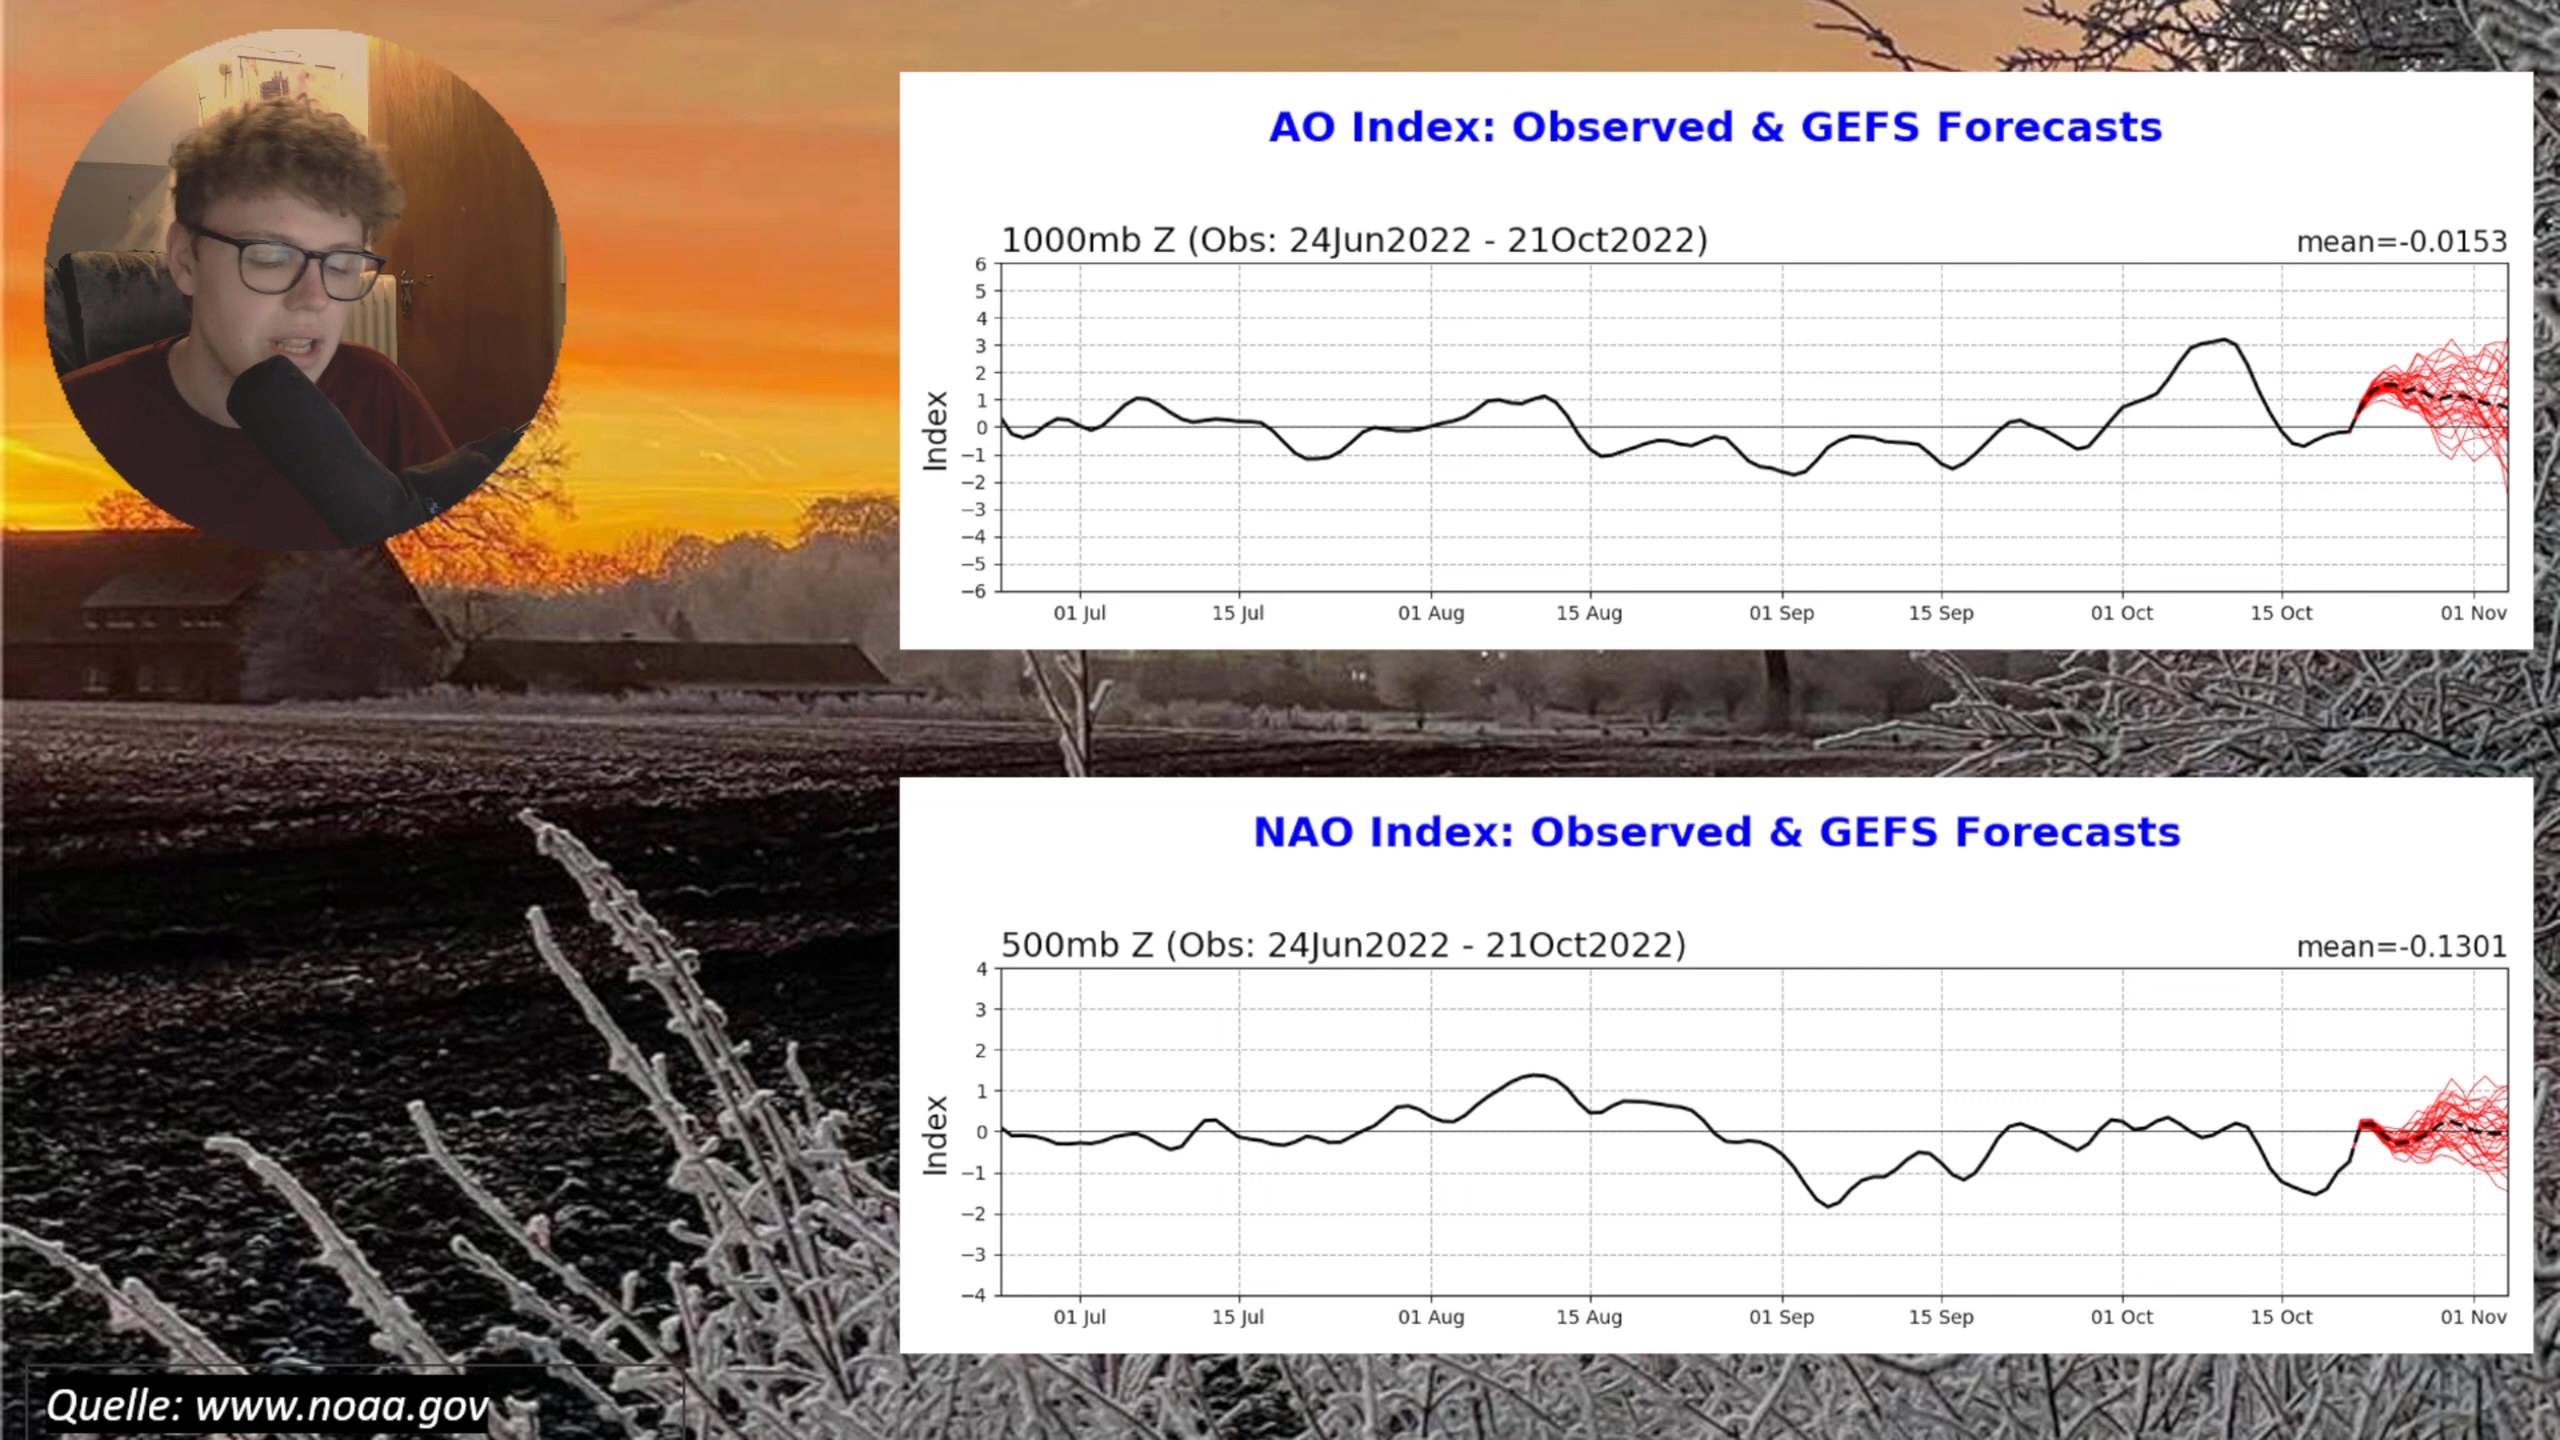 AO Index: Observed & GEFS Forecasts
1000mb Z (Obs: 24Jun2022 - 21Oct2022)
mean=-0.0153
Index
6
5
4
3
2
1
0
−1
−2
−3
−4
−5
−6
01 Jul
15 Jul
01 Aug
15 Aug
01 Sep
15 Sep
01 Oct
15 Oct
01 Nov
NAO Index: Observed & GEFS Forecasts
500mb Z (Obs: 24Jun2022 - 21Oct2022)
mean=-0.1301
Index
4
3
2
1
0
−1
−2
−3
−4
01 Jul
15 Jul
01 Aug
15 Aug
01 Sep
15 Sep
01 Oct
15 Oct
01 Nov
Quelle: www.noaa.gov